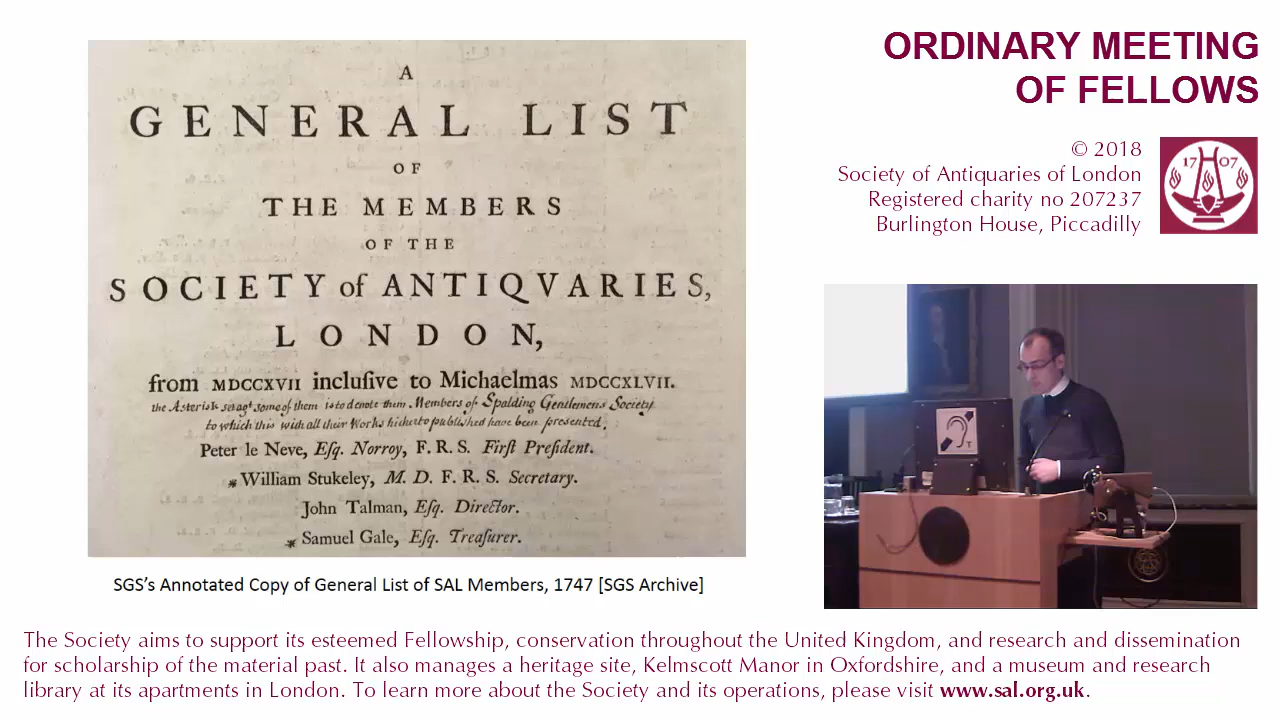 A
GENERAL LIST
OF
THE MEMBERS
OF THE
SOCIETY of ANTIQVARIES,
LONDON,
from MDCCXVII incluſive to Michaelmas MDCCXLVII.
the Asterisk set agt some of them is to denote them Members of Spalding Gentlemens Society
to which this with all their Works hitherto published have been presented.
Peter le Neve, Eſq. Norroy, F. R. S. Firſt Preſident.
* William Stukeley, M. D. F. R. S. Secretary.
John Talman, Eſq. Director.
* Samuel Gale, Eſq. Treaſurer.
SGS's Annotated Copy of General List of SAL Members, 1747 [SGS Archive]
ORDINARY MEETING
OF FELLOWS
© 2018
Society of Antiquaries of London
Registered charity no 207237
Burlington House, Piccadilly
17 07
T
The Society aims to support its esteemed Fellowship, conservation throughout the United Kingdom, and research and dissemination
for scholarship of the material past. It also manages a heritage site, Kelmscott Manor in Oxfordshire, and a museum and research
library at its apartments in London. To learn more about the Society and its operations, please visit www.sal.org.uk.